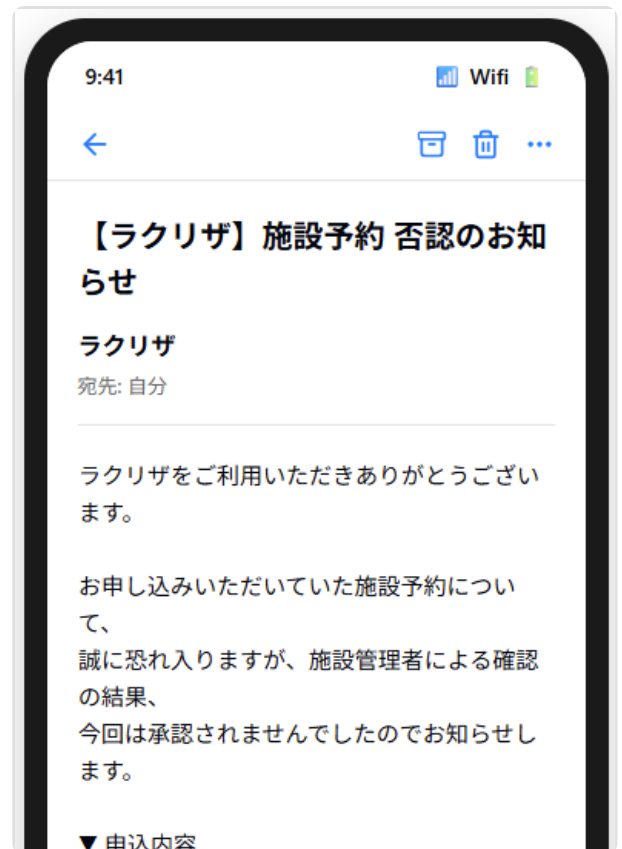 9:41 Wifi
【ラクリザ】施設予約 否認のお知
らせ
ラクリザ
宛先: 自分
ラクリザをご利用いただきありがとうござい
ます。
お申し込みいただいていた施設予約につい
て、
誠に恐れ入りますが、施設管理者による確認
の結果、
今回は承認されませんでしたのでお知らせし
ます。
▼ 申込内容